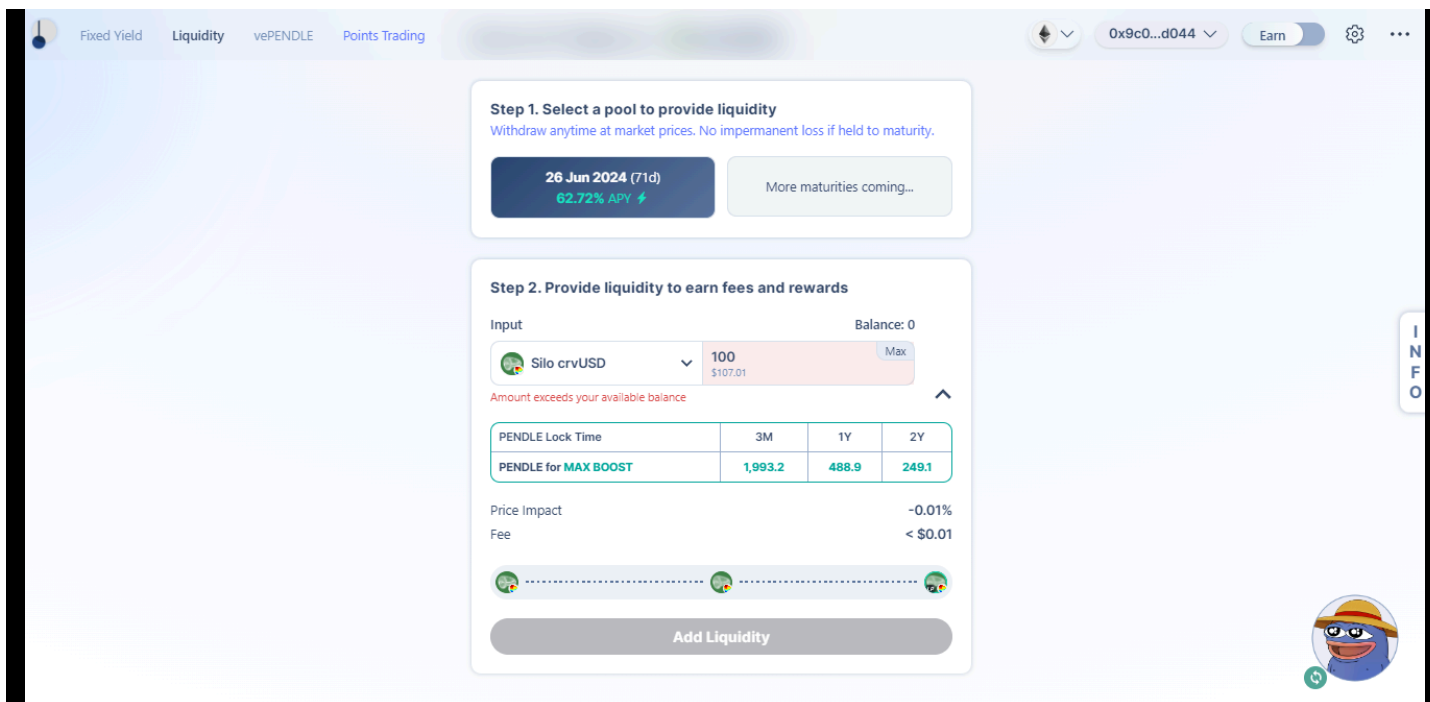 Fixed Yield Liquidity vePENDLE Points Trading 0x9c0...d044 Earn
Step 1. Select a pool to provide liquidity
Withdraw anytime at market prices. No impermanent loss if held to maturity.
26 Jun 2024 (71d)
62.72% APY
More maturities coming...
Step 2. Provide liquidity to earn fees and rewards
Input Balance: 0
Silo crvUSD 100 Max
$107.01
Amount exceeds your available balance
PENDLE Lock Time 3M 1Y 2Y
PENDLE for MAX BOOST 1,993.2 488.9 249.1
Price Impact -0.01%
Fee < $0.01
Add Liquidity
I
N
F
O